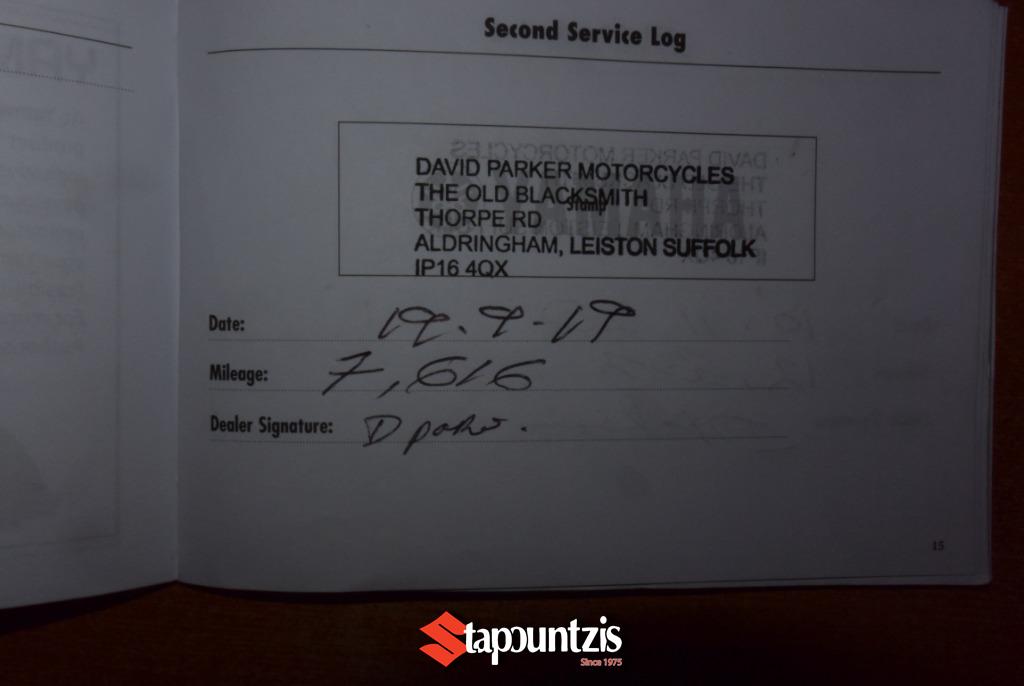 Second Service Log
DAVID PARKER MOTORCYCLES
THE OLD BLACKSMITH
Stamp
THORPE RD
ALDRINGHAM, LEISTON SUFFOLK
IP16 4QX
Date: 19.9-19
Mileage: 7,616
Dealer Signature: D parker.
15
Stapountzis
Since 1975